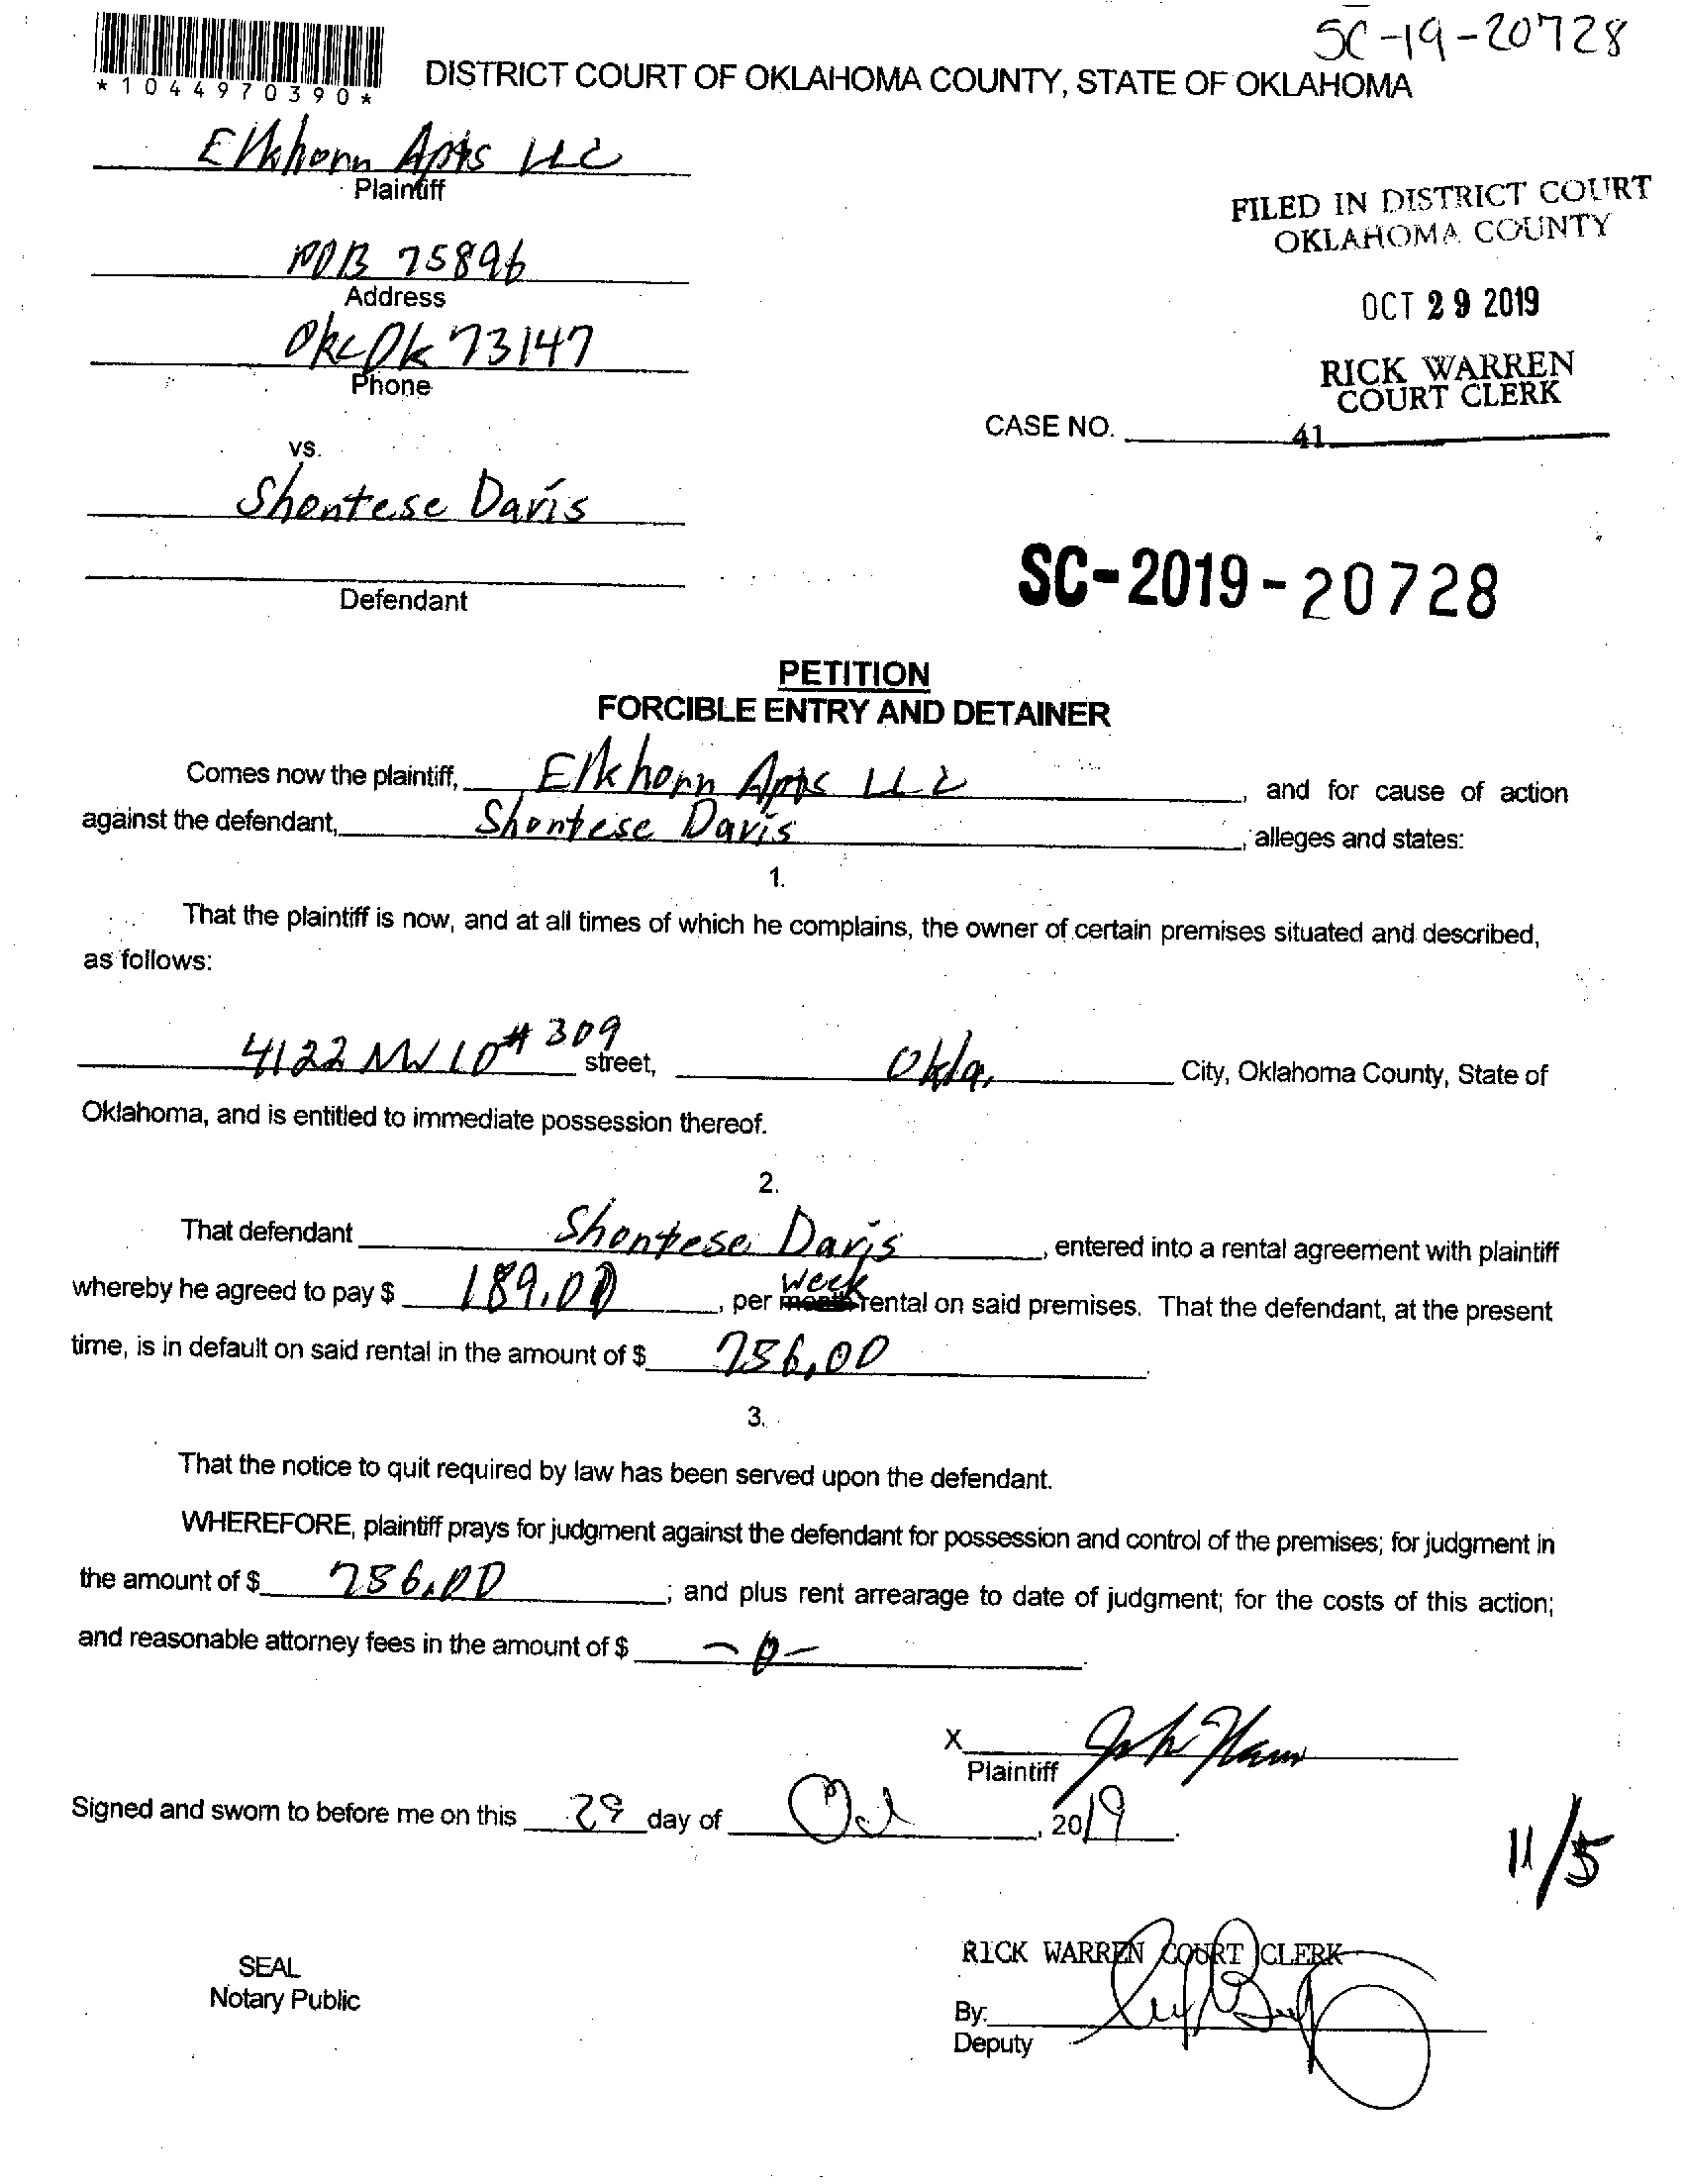 SC-19-20728
*1044970390*
DISTRICT COURT OF OKLAHOMA COUNTY, STATE OF OKLAHOMA
Elkhorn Apts LLC
Plaintiff
POB 75896
Address
Okc Ok 73147
Phone
FILED IN DISTRICT COURT
OKLAHOMA COUNTY
OCT 29 2019
RICK WARREN
COURT CLERK
CASE NO. 41
vs.
Shontese Davis
Defendant
SC-2019-20728
PETITION
FORCIBLE ENTRY AND DETAINER
Comes now the plaintiff, Elkhorn Apts LLC, and for cause of action
against the defendant, Shontese Davis, alleges and states:
1.
That the plaintiff is now, and at all times of which he complains, the owner of certain premises situated and described,
as follows:
4122 NW 10 # 309 street, Okla. City, Oklahoma County, State of
Oklahoma, and is entitled to immediate possession thereof.
2.
That defendant Shontese Davis, entered into a rental agreement with plaintiff
whereby he agreed to pay $ 189.00, per month week rental on said premises. That the defendant, at the present
time, is in default on said rental in the amount of $ 756.00.
3.
That the notice to quit required by law has been served upon the defendant.
WHEREFORE, plaintiff prays for judgment against the defendant for possession and control of the premises; for judgment in
the amount of $ 756.00; and plus rent arrearage to date of judgment; for the costs of this action;
and reasonable attorney fees in the amount of $ -0-.
X
Plaintiff
Signed and sworn to before me on this 29 day of Oct, 2019.
11/5
SEAL
Notary Public
RICK WARREN COURT CLERK
By:
Deputy